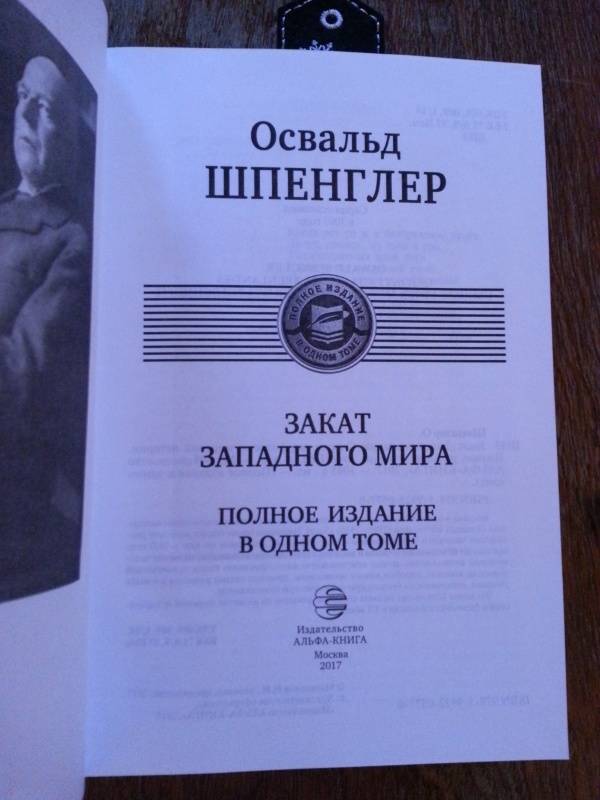 Освальд
ШПЕНГЛЕР
ПОЛНОЕ ИЗДАНИЕ
В ОДНОМ ТОМЕ
ЗАКАТ
ЗАПАДНОГО МИРА
ПОЛНОЕ ИЗДАНИЕ
В ОДНОМ ТОМЕ
Издательство
АЛЬФА-КНИГА
Москва
2017